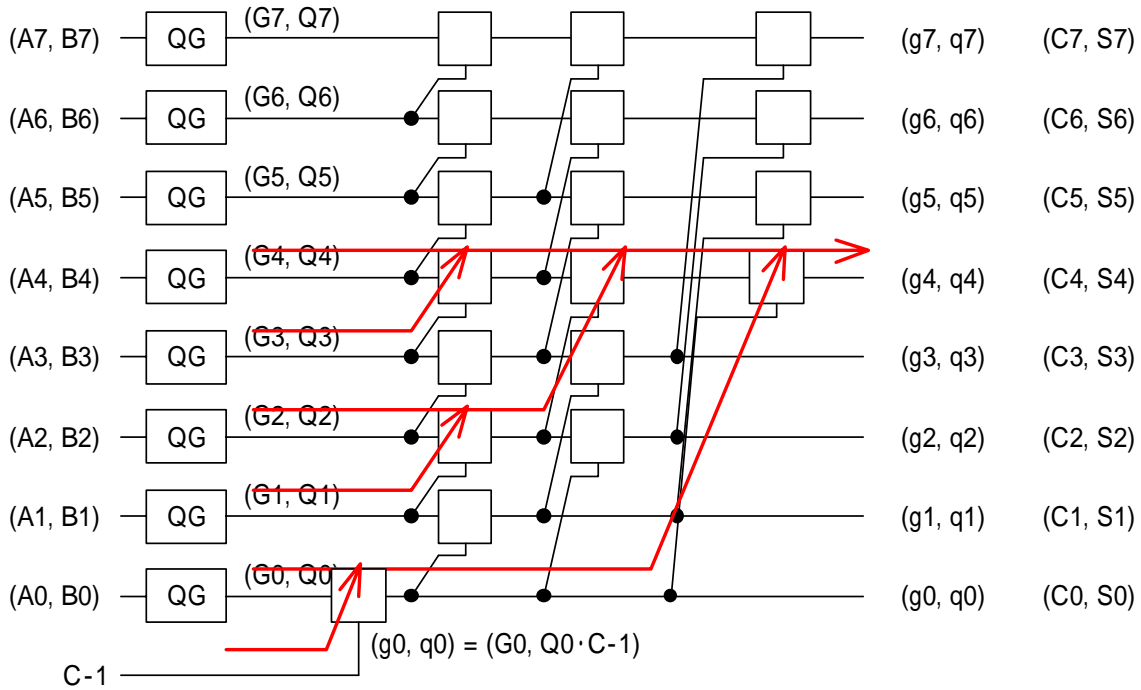 (A7, B7) QG (G7, Q7) (g7, q7) (C7, S7)
(A6, B6) QG (G6, Q6) (g6, q6) (C6, S6)
(A5, B5) QG (G5, Q5) (g5, q5) (C5, S5)
(A4, B4) QG (G4, Q4) (g4, q4) (C4, S4)
(A3, B3) QG (G3, Q3) (g3, q3) (C3, S3)
(A2, B2) QG (G2, Q2) (g2, q2) (C2, S2)
(A1, B1) QG (G1, Q1) (g1, q1) (C1, S1)
(A0, B0) QG (G0, Q0) (g0, q0) (C0, S0)
(g0, q0) = (G0, Q0·C-1)
C-1